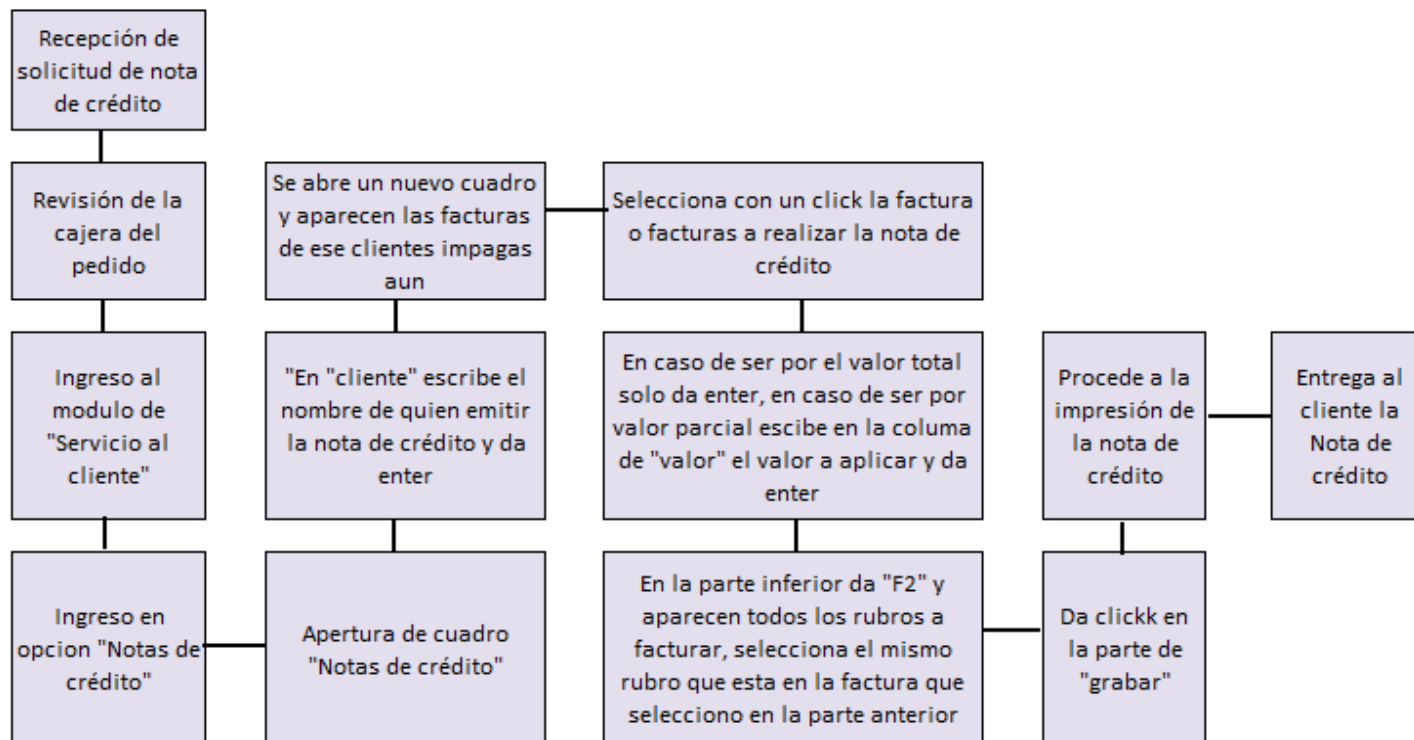 Recepción de
solicitud de nota
de crédito
Revisión de la
cajera del
pedido
Ingreso al
modulo de
"Servicio al
cliente"
Ingreso en
opcion "Notas de
crédito"
Apertura de cuadro
"Notas de crédito"
"En "cliente" escribe el
nombre de quien emitir
la nota de crédito y da
enter
Se abre un nuevo cuadro
y aparecen las facturas
de ese clientes impagas
aun
Selecciona con un click la factura
o facturas a realizar la nota de
crédito
En caso de ser por el valor total
solo da enter, en caso de ser por
valor parcial escribe en la columa
de "valor" el valor a aplicar y da
enter
En la parte inferior da "F2" y
aparecen todos los rubros a
facturar, selecciona el mismo
rubro que esta en la factura que
selecciono en la parte anterior
Da clickk en
la parte de
"grabar"
Procede a la
impresión de
la nota de
crédito
Entrega al
cliente la
Nota de
crédito